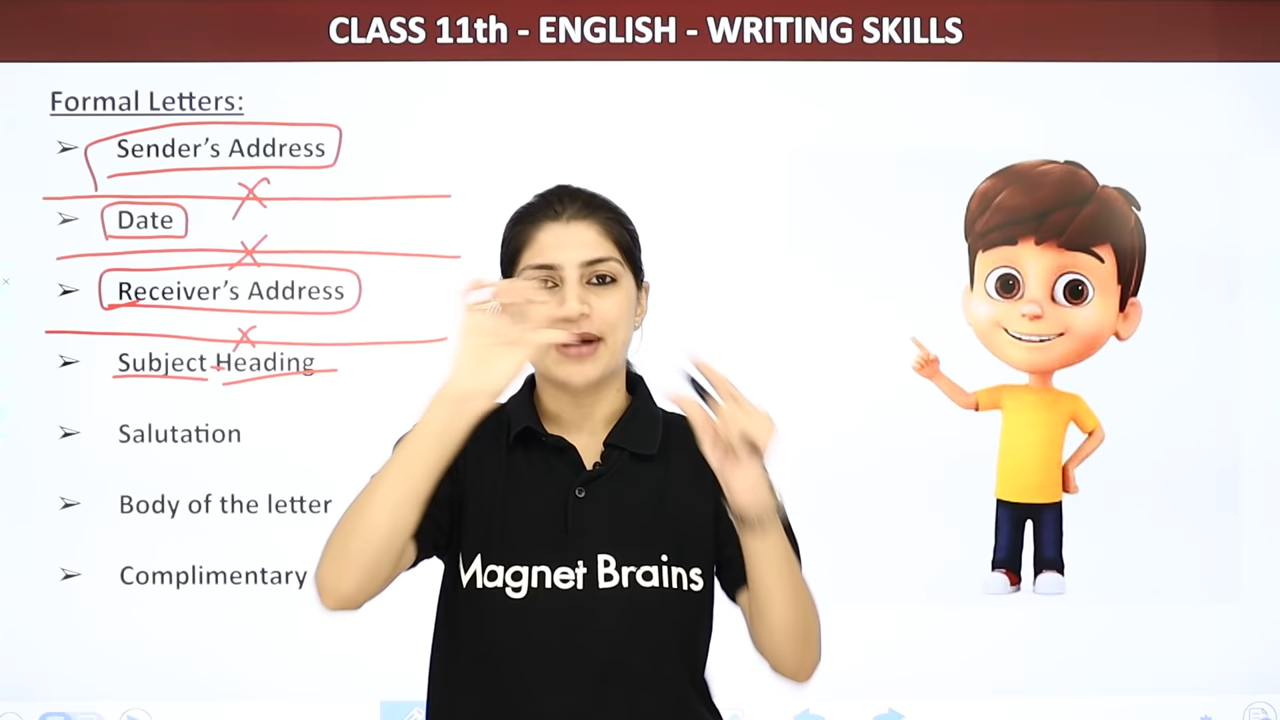 CLASS 11th - ENGLISH - WRITING SKILLS
Formal Letters:
➢ Sender's Address
➢ Date
➢ Receiver's Address
➢ Subject Heading
➢ Salutation
➢ Body of the letter
➢ Complimentary
Magnet Brains